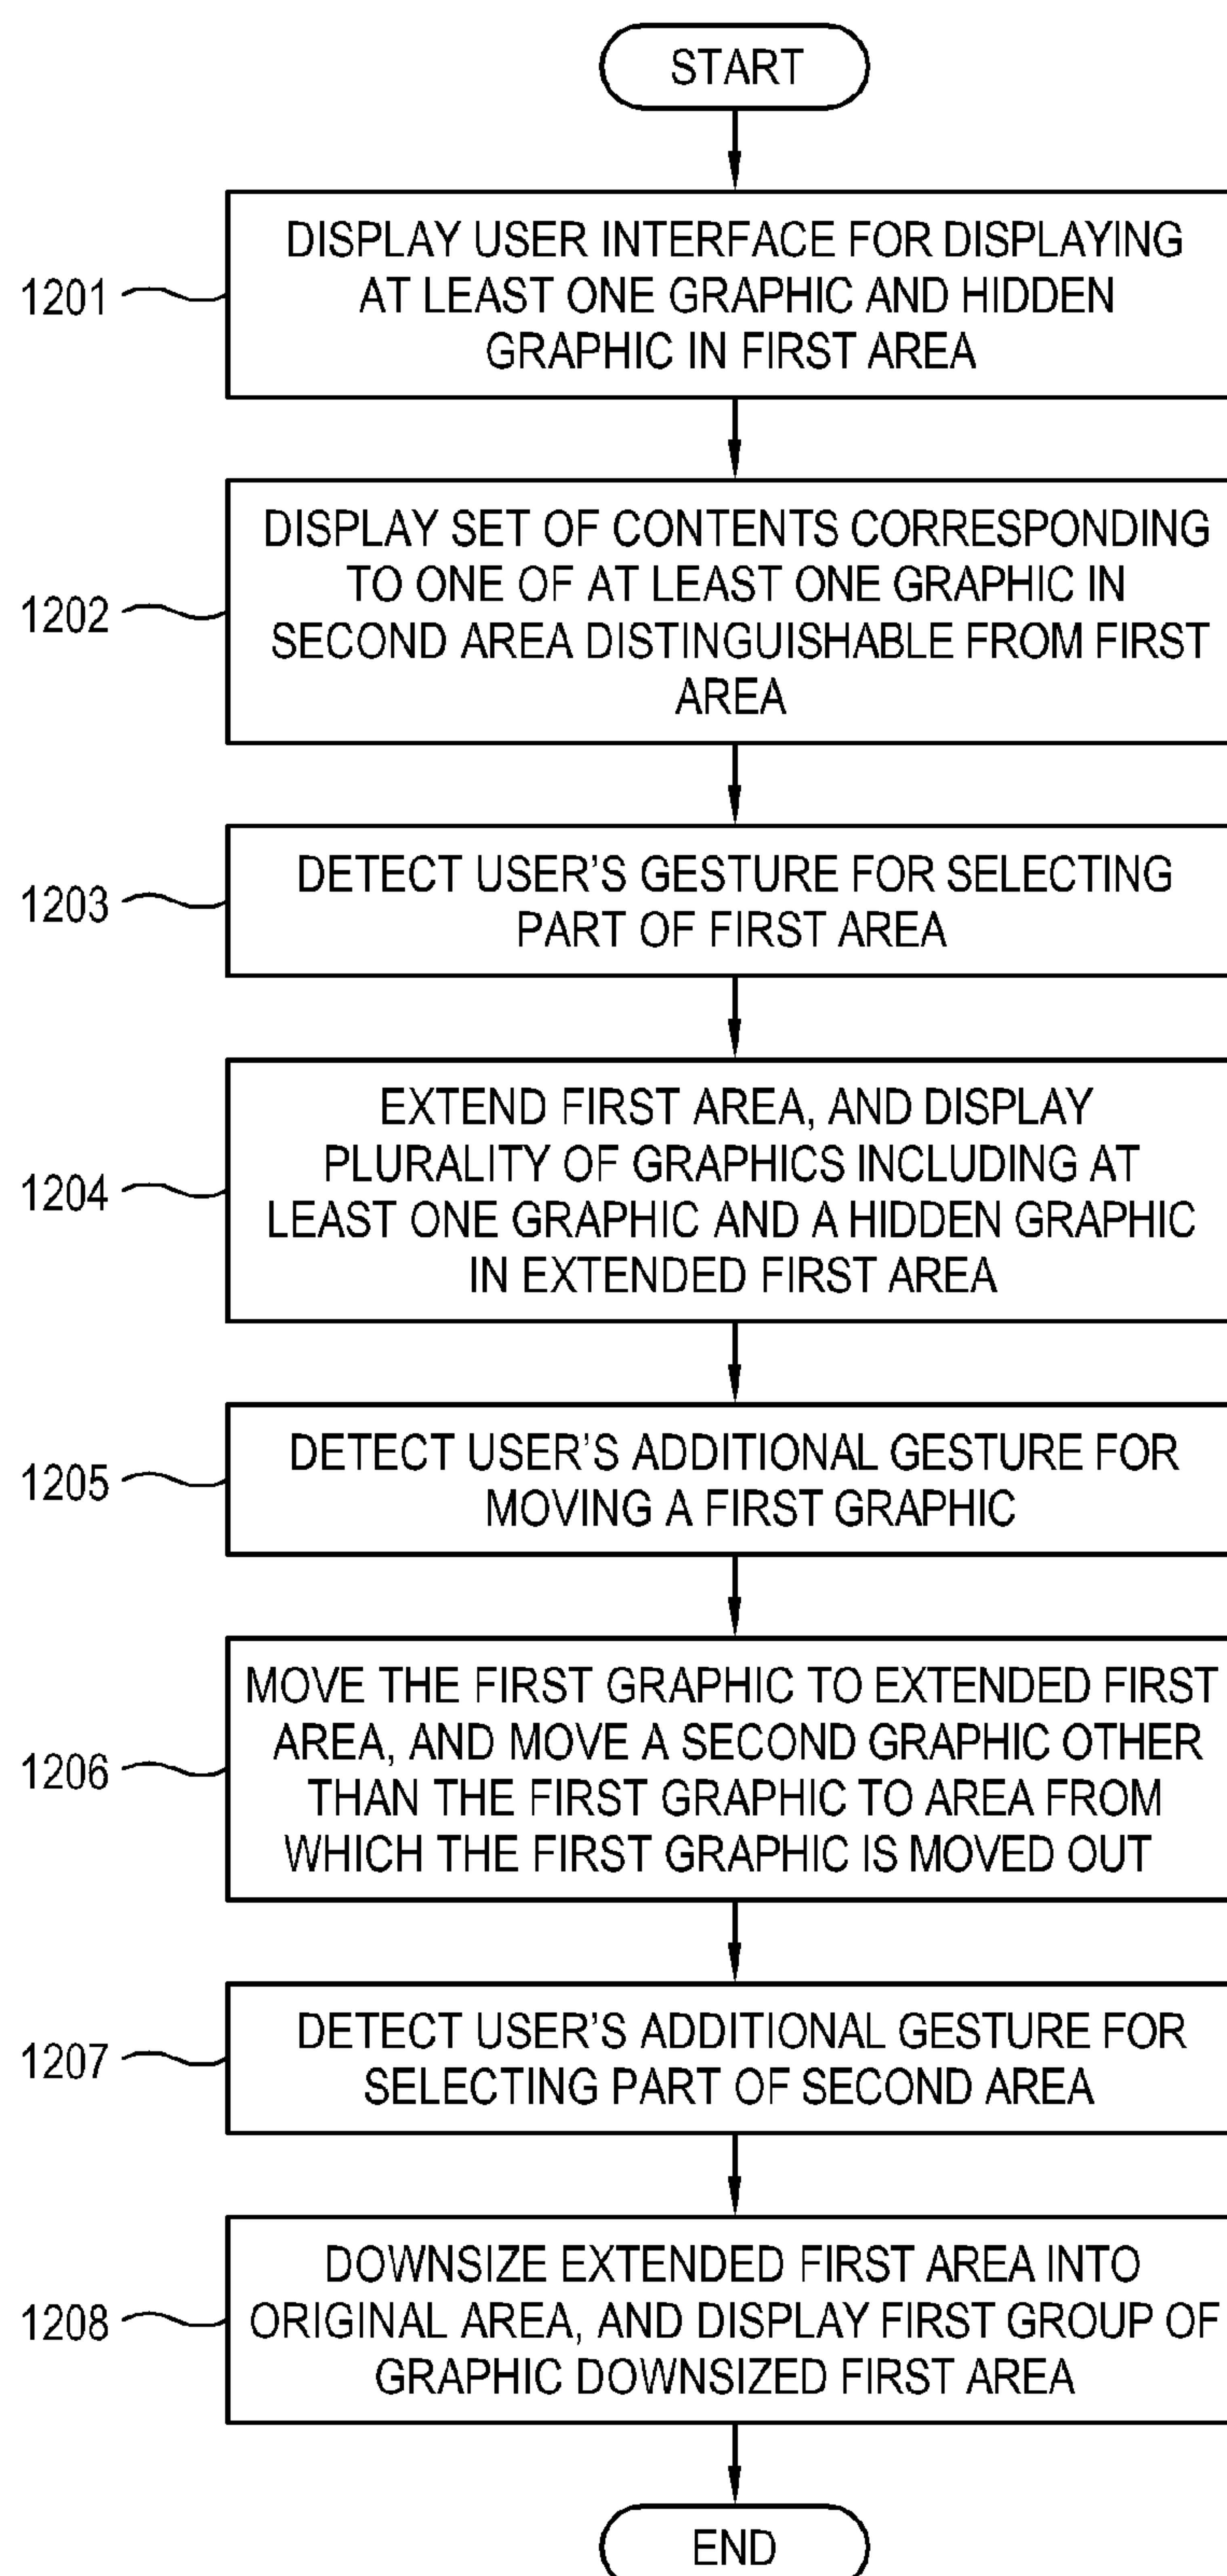 START
DISPLAY USER INTERFACE FOR DISPLAYING
AT LEAST ONE GRAPHIC AND HIDDEN
GRAPHIC IN FIRST AREA
1201
DISPLAY SET OF CONTENTS CORRESPONDING
TO ONE OF AT LEAST ONE GRAPHIC IN
SECOND AREA DISTINGUISHABLE FROM FIRST
AREA
1202
DETECT USER'S GESTURE FOR SELECTING
PART OF FIRST AREA
1203
EXTEND FIRST AREA, AND DISPLAY
PLURALITY OF GRAPHICS INCLUDING AT
LEAST ONE GRAPHIC AND A HIDDEN GRAPHIC
IN EXTENDED FIRST AREA
1204
DETECT USER'S ADDITIONAL GESTURE FOR
MOVING A FIRST GRAPHIC
1205
MOVE THE FIRST GRAPHIC TO EXTENDED FIRST
AREA, AND MOVE A SECOND GRAPHIC OTHER
THAN THE FIRST GRAPHIC TO AREA FROM
WHICH THE FIRST GRAPHIC IS MOVED OUT
1206
DETECT USER'S ADDITIONAL GESTURE FOR
SELECTING PART OF SECOND AREA
1207
DOWNSIZE EXTENDED FIRST AREA INTO
ORIGINAL AREA, AND DISPLAY FIRST GROUP OF
GRAPHIC DOWNSIZED FIRST AREA
1208
END